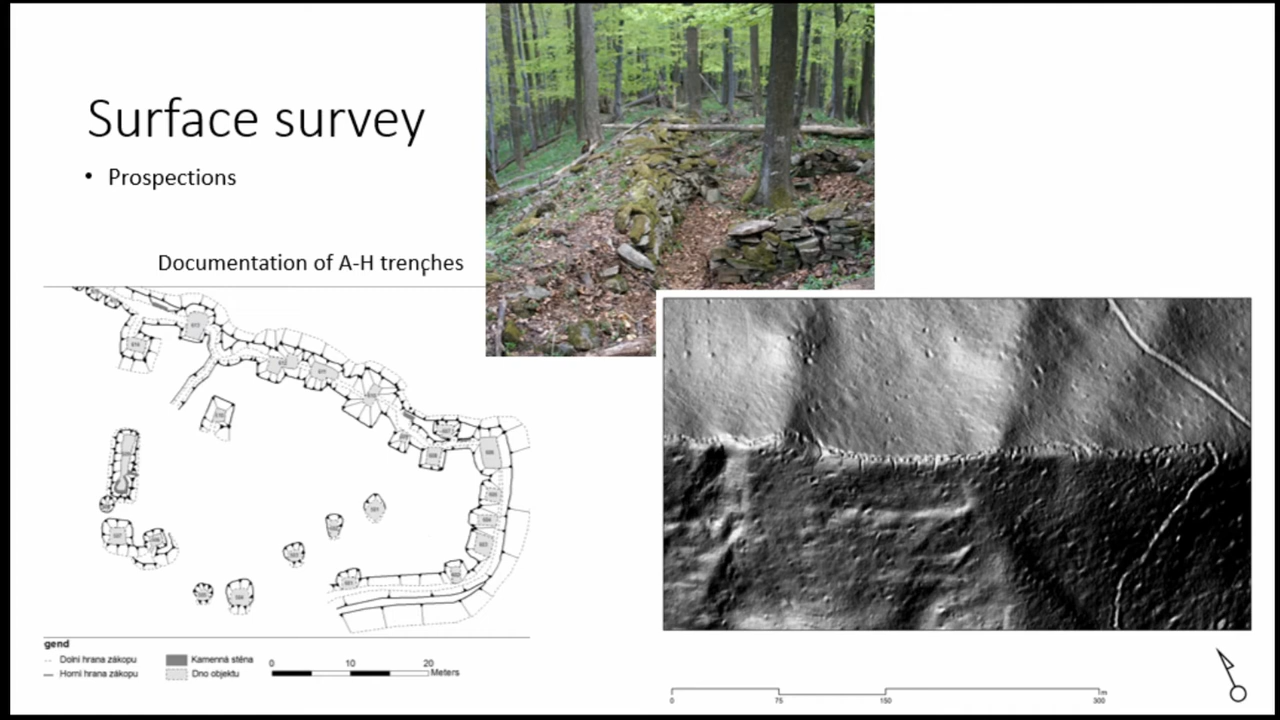 Surface survey
• Prospections
Documentation of A-H trenches
gend
Dolní hrana zákopu
Kamenná stěna
Horní hrana zákopu
Dno objektu
0 10 20
Meters
0 75 150 300 m